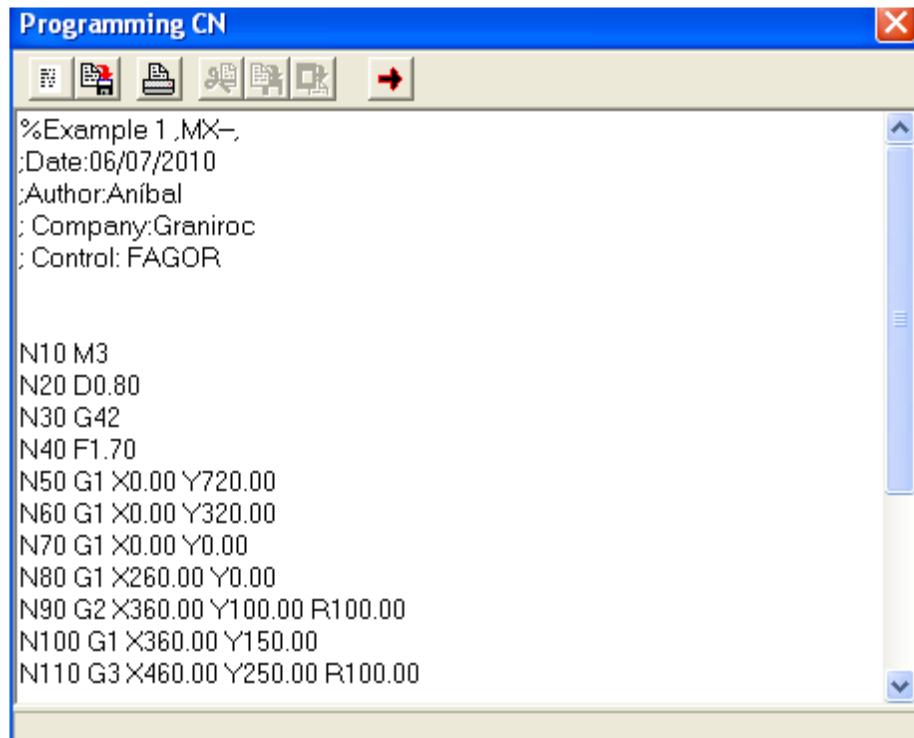 Programming CN
%Example 1 ,MX–,
;Date:06/07/2010
;Author:Aníbal
; Company:Graniroc
; Control: FAGOR
N10 M3
N20 D0.80
N30 G42
N40 F1.70
N50 G1 X0.00 Y720.00
N60 G1 X0.00 Y320.00
N70 G1 X0.00 Y0.00
N80 G1 X260.00 Y0.00
N90 G2 X360.00 Y100.00 R100.00
N100 G1 X360.00 Y150.00
N110 G3 X460.00 Y250.00 R100.00